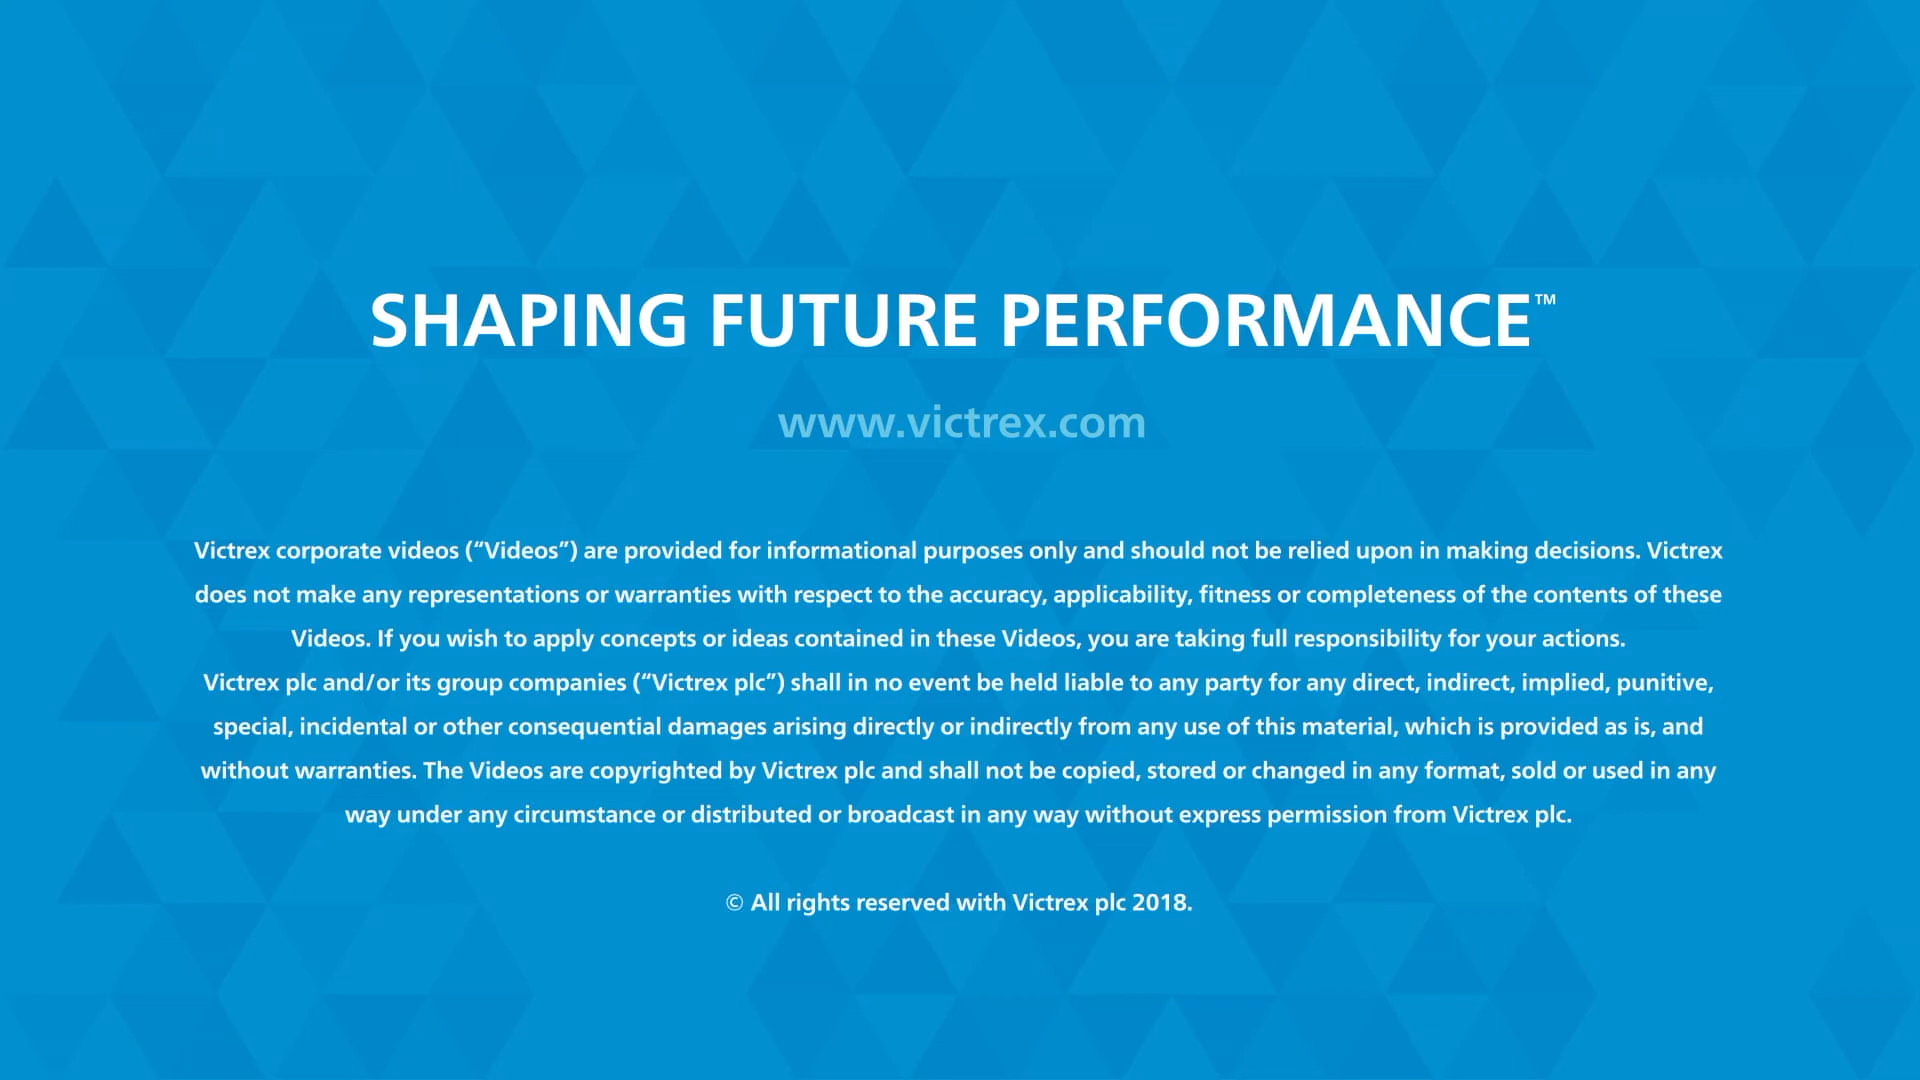 SHAPING FUTURE PERFORMANCE™
www.victrex.com
Victrex corporate videos (“Videos”) are provided for informational purposes only and should not be relied upon in making decisions. Victrex
does not make any representations or warranties with respect to the accuracy, applicability, fitness or completeness of the contents of these
Videos. If you wish to apply concepts or ideas contained in these Videos, you are taking full responsibility for your actions.
Victrex plc and/or its group companies (“Victrex plc”) shall in no event be held liable to any party for any direct, indirect, implied, punitive,
special, incidental or other consequential damages arising directly or indirectly from any use of this material, which is provided as is, and
without warranties. The Videos are copyrighted by Victrex plc and shall not be copied, stored or changed in any format, sold or used in any
way under any circumstance or distributed or broadcast in any way without express permission from Victrex plc.
© All rights reserved with Victrex plc 2018.